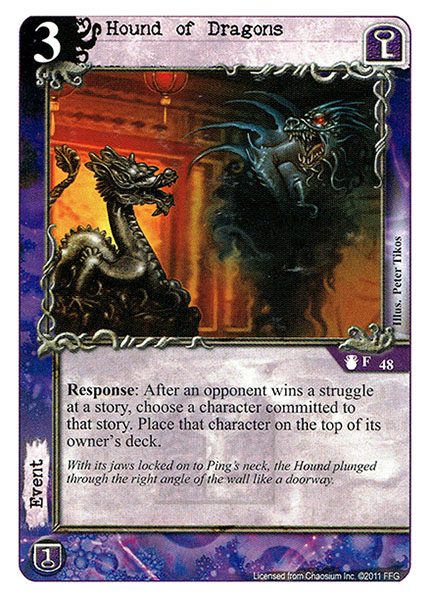 3
Hound of Dragons
Illus. Peter Tikos
F 48
Response: After an opponent wins a struggle
at a story, choose a character committed to
that story. Place that character on the top of its
owner's deck.
With its jaws locked on to Ping's neck, the Hound plunged
through the right angle of the wall like a doorway.
Event
1
Licensed from Chaosium Inc. ©2011 FFG